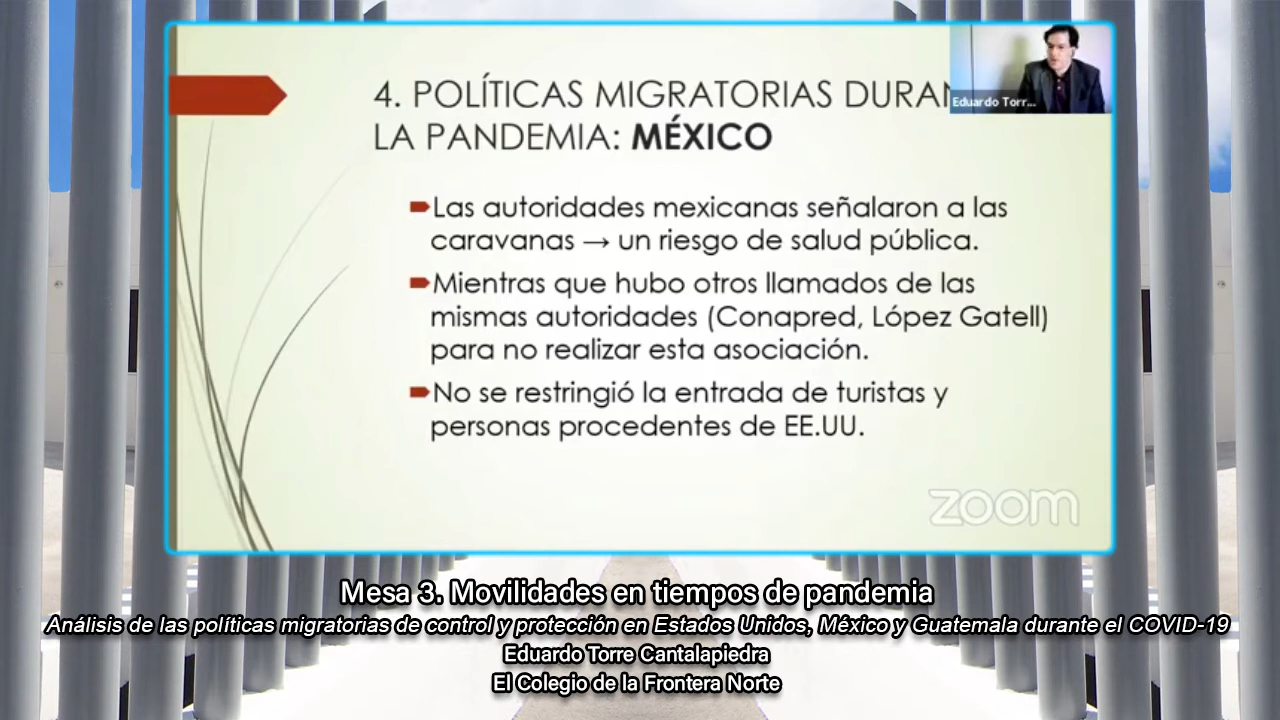 4. POLÍTICAS MIGRATORIAS DURAN
LA PANDEMIA: MÉXICO
Eduardo Torr...
Las autoridades mexicanas señalaron a las
caravanas → un riesgo de salud pública.
Mientras que hubo otros llamados de las
mismas autoridades (Conapred, López Gatell)
para no realizar esta asociación.
No se restringió la entrada de turistas y
personas procedentes de EE.UU.
zoom
Mesa 3. Movilidades en tiempos de pandemia
Análisis de las políticas migratorias de control y protección en Estados Unidos, México y Guatemala durante el COVID-19
Eduardo Torre Cantalapiedra
El Colegio de la Frontera Norte